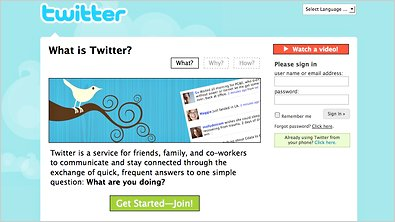 twitter
Select Language ...
What is Twitter?
What?
Why?
How?
Twitter is a service for friends, family, and co-workers
to communicate and stay connected through the
exchange of quick, frequent answers to one simple
question: What are you doing?
Get Started—Join!
Watch a video!
Please sign in
user name or email address:
password:
Remember me
Sign In »
Forgot password? Click here.
Already using Twitter
from your phone? Click here.